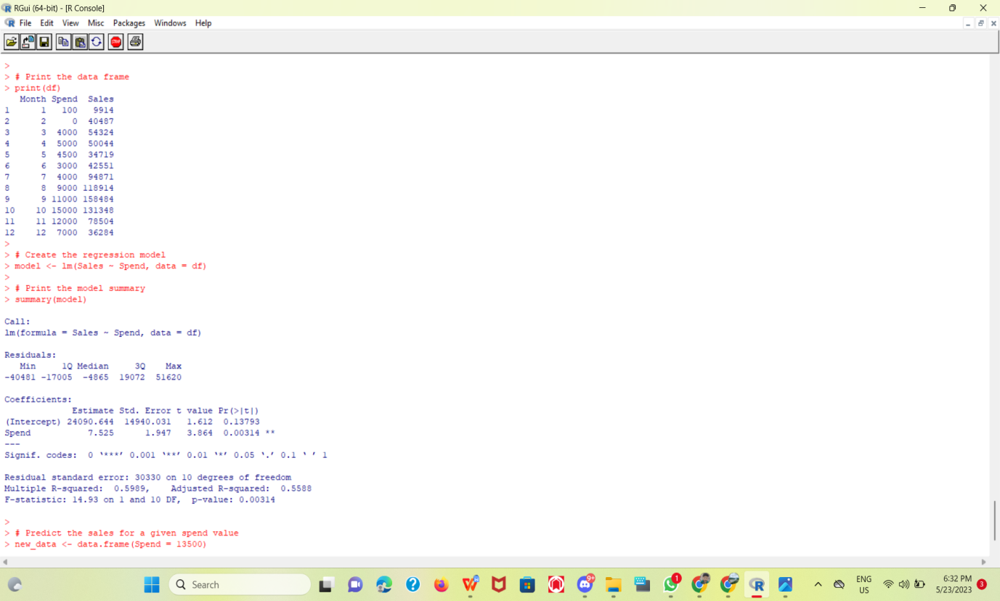 RGui (64-bit) - [R Console]
File Edit View Misc Packages Windows Help
STOP
>
> # Print the data frame
> print(df)
   Month Spend  Sales
1      1   100   9914
2      2     0  40487
3      3  4000  54324
4      4  5000  50044
5      5  4500  34719
6      6  3000  42551
7      7  4000  94871
8      8  9000 118914
9      9 11000 158484
10    10 15000 131348
11    11 12000  78504
12    12  7000  36284
>
> # Create the regression model
> model <- lm(Sales ~ Spend, data = df)
>
> # Print the model summary
> summary(model)
Call:
lm(formula = Sales ~ Spend, data = df)
Residuals:
   Min     1Q Median     3Q    Max
-40481 -17005  -4865  19072  51620
Coefficients:
             Estimate Std. Error t value Pr(>|t|)
(Intercept) 24090.644  14940.031   1.612  0.13793
Spend           7.525      1.947   3.864  0.00314 **
---
Signif. codes:  0 ‘***’ 0.001 ‘**’ 0.01 ‘*’ 0.05 ‘.’ 0.1 ‘ ’ 1
Residual standard error: 30330 on 10 degrees of freedom
Multiple R-squared:  0.5989,    Adjusted R-squared:  0.5588
F-statistic: 14.93 on 1 and 10 DF,  p-value: 0.00314
>
> # Predict the sales for a given spend value
> new_data <- data.frame(Spend = 13500)
Search
9+
1
ENG
US
6:32 PM
5/23/2023
3